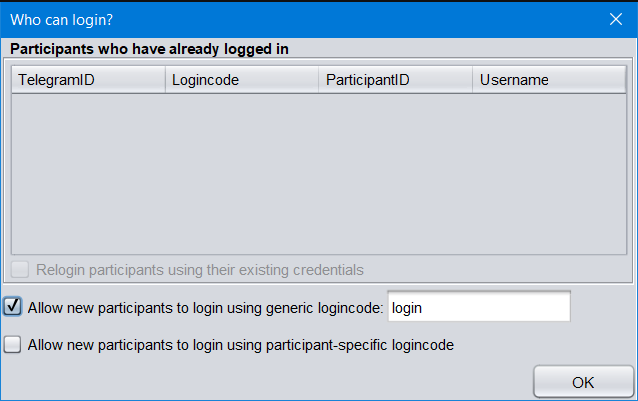 Who can login?
Participants who have already logged in
TelegramID Logincode ParticipantID Username
Relogin participants using their existing credentials
Allow new participants to login using generic logincode: login
Allow new participants to login using participant-specific logincode
OK